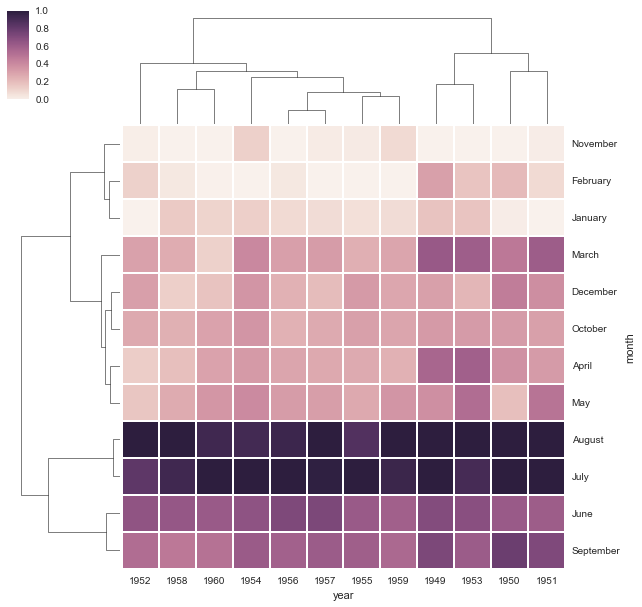 1.0
0.8
0.6
0.4
0.2
0.0
November
February
January
March
December
October
April
May
August
July
June
September
month
1952 1958 1960 1954 1956 1957 1955 1959 1949 1953 1950 1951
year